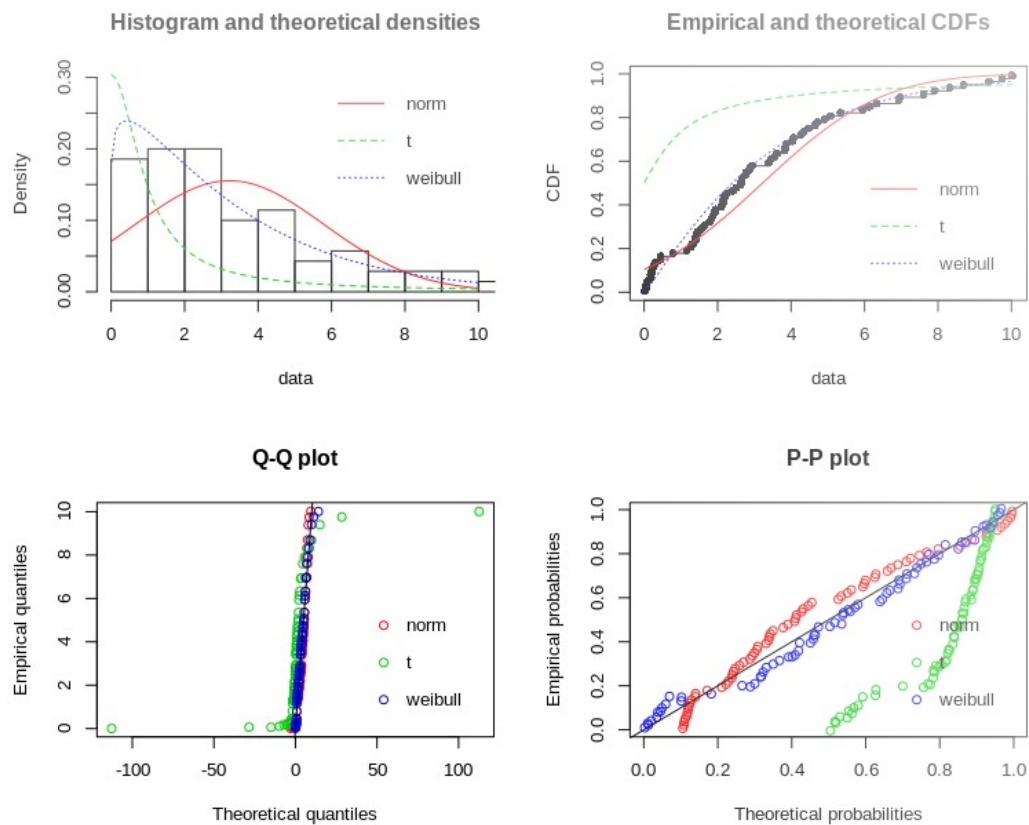 Histogram and theoretical densities
Density
0.00 0.10 0.20 0.30
norm
t
weibull
0 2 4 6 8 10
data
Empirical and theoretical CDFs
CDF
0.0 0.2 0.4 0.6 0.8 1.0
norm
t
weibull
0 2 4 6 8 10
data
Q-Q plot
Empirical quantiles
0 2 4 6 8 10
norm
t
weibull
-100 -50 0 50 100
Theoretical quantiles
P-P plot
Empirical probabilities
0.0 0.2 0.4 0.6 0.8 1.0
norm
t
weibull
0.0 0.2 0.4 0.6 0.8 1.0
Theoretical probabilities